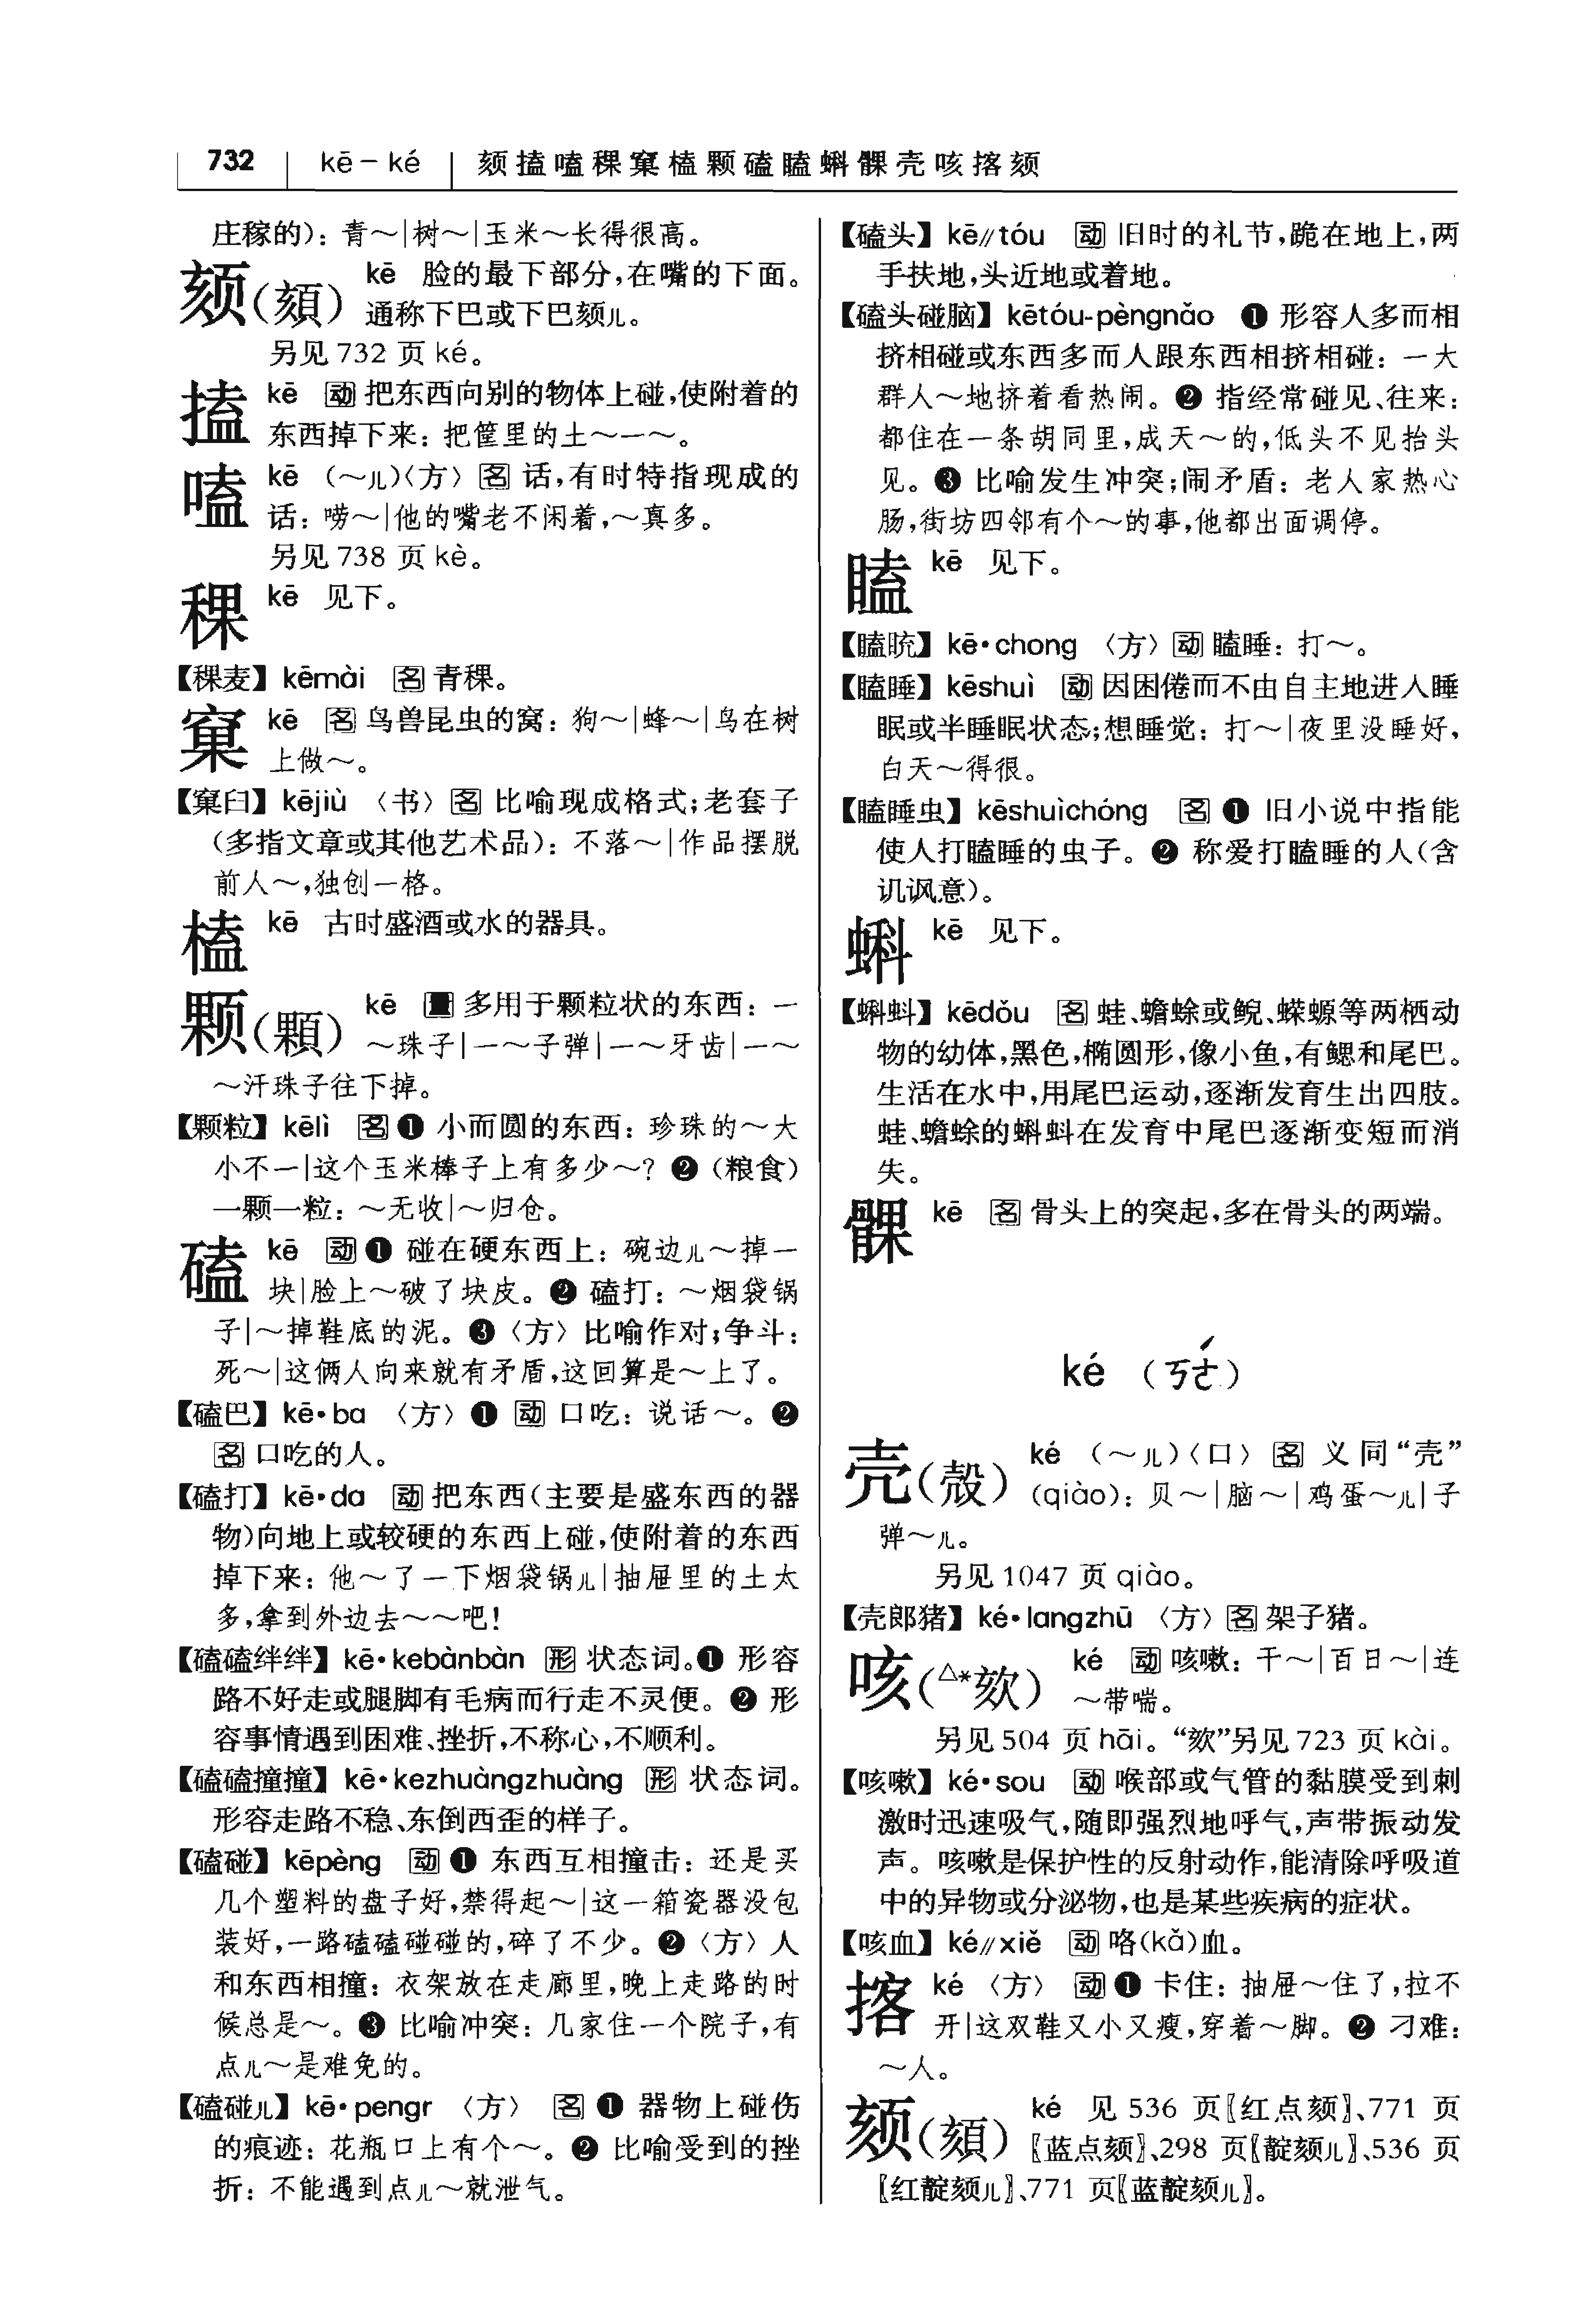 732 kē－ké 颏搕嗑稞窠榼颗磕瞌蝌髁壳咳揢颏
庄稼的）：青～|树～|玉米～长得很高。
颏(頦) kē 脸的最下部分，在嘴的下面。
通称下巴或下巴颏儿。
另见 732 页 ké。
搕 kē 动 把东西向别的物体上碰，使附着的
东西掉下来：把筐里的土～一～。
嗑 kē （～儿）〈方〉名 话，有时特指现成的
话：唠～|他的嘴老不闲着，～真多。
另见 738 页 kè。
稞 kē 见下。
【稞麦】kēmài 名 青稞。
窠 kē 名 鸟兽昆虫的窝：狗～|蜂～|鸟在树
上做～。
【窠臼】kējiù 〈书〉名 比喻现成格式；老套子
（多指文章或其他艺术品）：不落～|作品摆脱
前人～，独创一格。
榼 kē 古时盛酒或水的器具。
颗(顆) kē 量 多用于颗粒状的东西：一
～珠子|一～子弹|一～牙齿|一～
～汗珠子往下掉。
【颗粒】kēlì 名❶ 小而圆的东西：珍珠的～大
小不一|这个玉米棒子上有多少～？❷（粮食）
一颗一粒：～无收|～归仓。
磕 kē 动❶ 碰在硬东西上：碗边儿～掉一
块|脸上～破了块皮。❷ 磕打：～烟袋锅
子|～掉鞋底的泥。❸〈方〉比喻作对；争斗：
死～|这俩人向来就有矛盾，这回算是～上了。
【磕巴】kē·ba 〈方〉❶ 动 口吃：说话～。❷
名 口吃的人。
【磕打】kē·da 动 把东西（主要是盛东西的器
物）向地上或较硬的东西上碰，使附着的东西
掉下来：他～了一下烟袋锅儿|抽屉里的土太
多，拿到外边去～～吧！
【磕磕绊绊】kē·kebànbàn 形 状态词。❶ 形容
路不好走或腿脚有毛病而行走不灵便。❷ 形
容事情遇到困难、挫折，不称心，不顺利。
【磕磕撞撞】kē·kezhuàngzhuàng 形 状态词。
形容走路不稳、东倒西歪的样子。
【磕碰】kēpèng 动❶ 东西互相撞击：还是买
几个塑料的盘子好，禁得起～|这一箱瓷器没包
装好，一路磕磕碰碰的，碎了不少。❷〈方〉人
和东西相撞：衣架放在走廊里，晚上走路的时
候总是～。❸ 比喻冲突：几家住一个院子，有
点儿～是难免的。
【磕碰儿】kē·pengr 〈方〉 名❶ 器物上碰伤
的痕迹：花瓶口上有个～。❷ 比喻受到的挫
折：不能遇到点儿～就泄气。
【磕头】kē∥tóu 动 旧时的礼节，跪在地上，两
手扶地，头近地或着地。
【磕头碰脑】kētóu-pèngnǎo ❶ 形容人多而相
挤相碰或东西多而人跟东西相挤相碰：一大
群人～地挤着看热闹。❷ 指经常碰见、往来：
都住在一条胡同里，成天～的，低头不见抬头
见。❸ 比喻发生冲突；闹矛盾：老人家热心
肠，街坊四邻有个～的事，他都出面调停。
瞌 kē 见下。
【瞌䀪】kē·chong 〈方〉动 瞌睡：打～。
【瞌睡】kēshuì 动 因困倦而不由自主地进入睡
眠或半睡眠状态；想睡觉：打～|夜里没睡好，
白天～得很。
【瞌睡虫】kēshuìchóng 名❶ 旧小说中指能
使人打瞌睡的虫子。❷ 称爱打瞌睡的人（含
讥讽意）。
蝌 kē 见下。
【蝌蚪】kēdǒu 名 蛙、蟾蜍或鲵、蝾螈等两栖动
物的幼体，黑色，椭圆形，像小鱼，有鳃和尾巴。
生活在水中，用尾巴运动，逐渐发育生出四肢。
蛙、蟾蜍的蝌蚪在发育中尾巴逐渐变短而消
失。
髁 kē 名 骨头上的突起，多在骨头的两端。
ké （ㄎㄜˊ）
壳(殼) ké （～儿）〈口〉名 义同“壳”
(qiào)：贝～|脑～|鸡蛋～儿|子
弹～儿。
另见 1047 页 qiào。
【壳郎猪】ké·langzhū 〈方〉名 架子猪。
咳(△*欬) ké 动 咳嗽：干～|百日～|连
～带喘。
另见 504 页 hāi。“欬”另见 723 页 kài。
【咳嗽】ké·sou 动 喉部或气管的黏膜受到刺
激时迅速吸气，随即强烈地呼气，声带振动发
声。咳嗽是保护性的反射动作，能清除呼吸道
中的异物或分泌物，也是某些疾病的症状。
【咳血】ké∥xiě 动 咯(kǎ)血。
揢 ké 〈方〉 动❶ 卡住：抽屉～住了，拉不
开|这双鞋又小又瘦，穿着～脚。❷ 刁难：
～人。
颏(頦) ké 见 536 页〖红点颏〗、771 页
〖蓝点颏〗、298 页〖靛颏儿〗、536 页
〖红靛颏儿〗、771 页〖蓝靛颏儿〗。